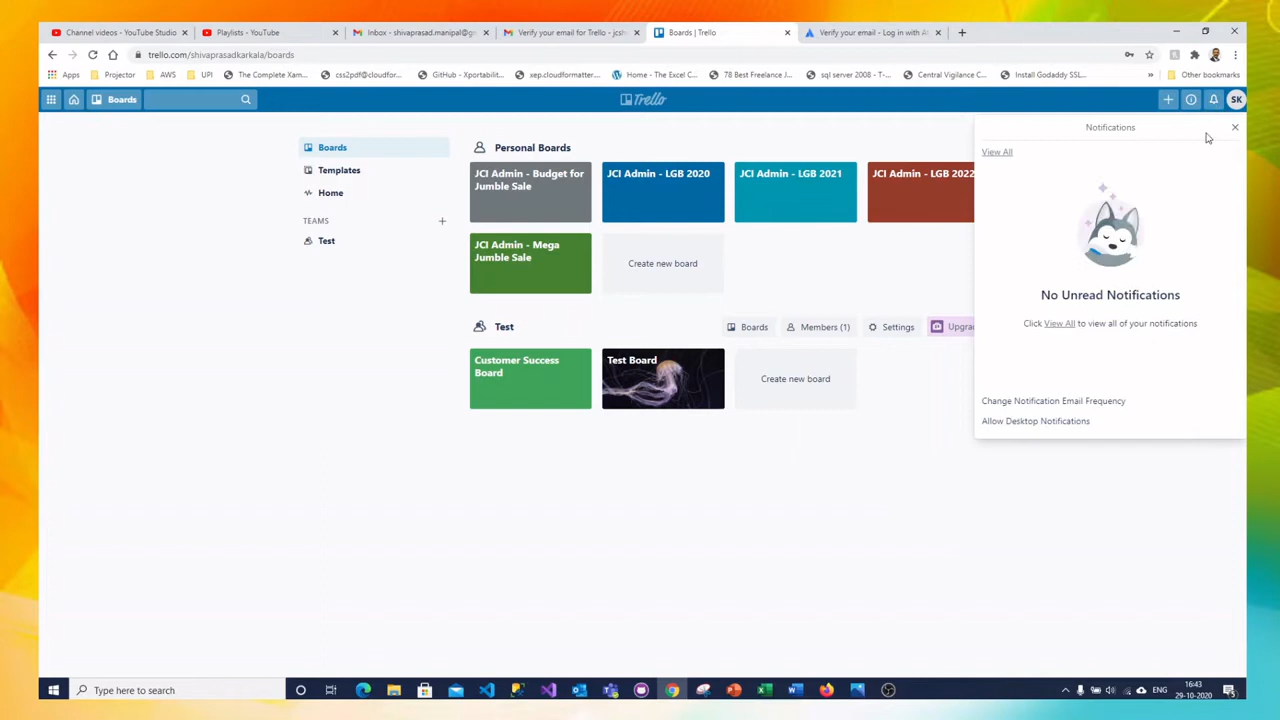 Channel videos - YouTube Studio
Playlists - YouTube
Inbox - shivaprasad.manipal@g
Verify your email for Trello - jcsh
Boards | Trello
Verify your email - Log in with At
trello.com/shivaprasadkarkala/boards
Apps
Projector
AWS
UPI
The Complete Xam...
css2pdf@cloudfor...
GitHub - Xportabilit...
xep.cloudformatter...
Home - The Excel C...
78 Best Freelance J...
sql server 2008 - T-...
Central Vigilance C...
Install Godaddy SSL...
»
Other bookmarks
Boards
Trello
SK
Boards
Templates
Home
TEAMS
Test
Personal Boards
JCI Admin - Budget for
Jumble Sale
JCI Admin - LGB 2020
JCI Admin - LGB 2021
JCI Admin - LGB 2022
JCI Admin - Mega
Jumble Sale
Create new board
Test
Boards
Members (1)
Settings
Upgra
Customer Success
Board
Test Board
Create new board
Notifications
View All
No Unread Notifications
Click View All to view all of your notifications
Change Notification Email Frequency
Allow Desktop Notifications
Type here to search
ENG
16:43
29-10-2020